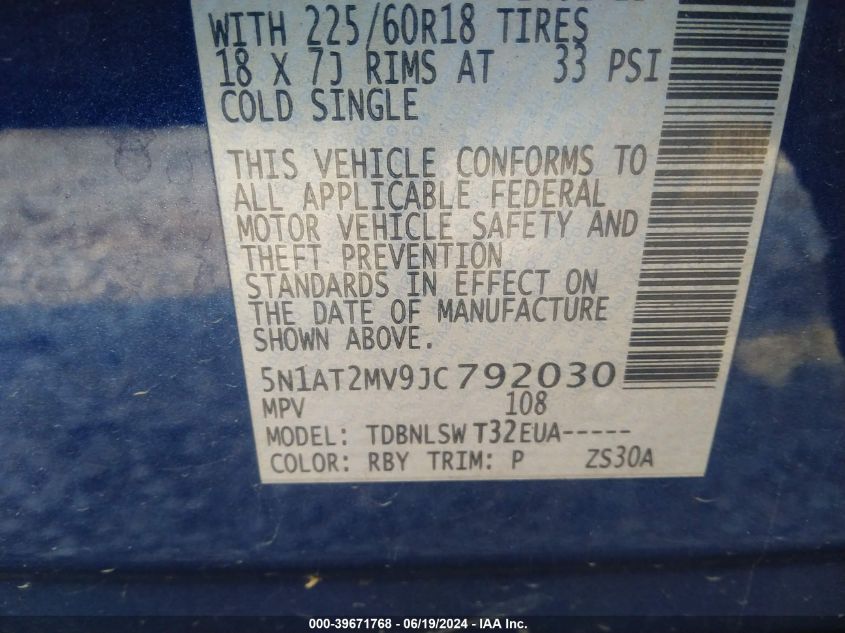 WITH 225/60R18 TIRES
18 X 7J RIMS AT 33 PSI
COLD SINGLE
THIS VEHICLE CONFORMS TO
ALL APPLICABLE FEDERAL
MOTOR VEHICLE SAFETY AND
THEFT PREVENTION
STANDARDS IN EFFECT ON
THE DATE OF MANUFACTURE
SHOWN ABOVE.
5N1AT2MV9JC792030
MPV 108
MODEL: TDBNLSW T32EUA-----
COLOR: RBY TRIM: P ZS30A
000-39671768 - 06/19/2024 - IAA Inc.